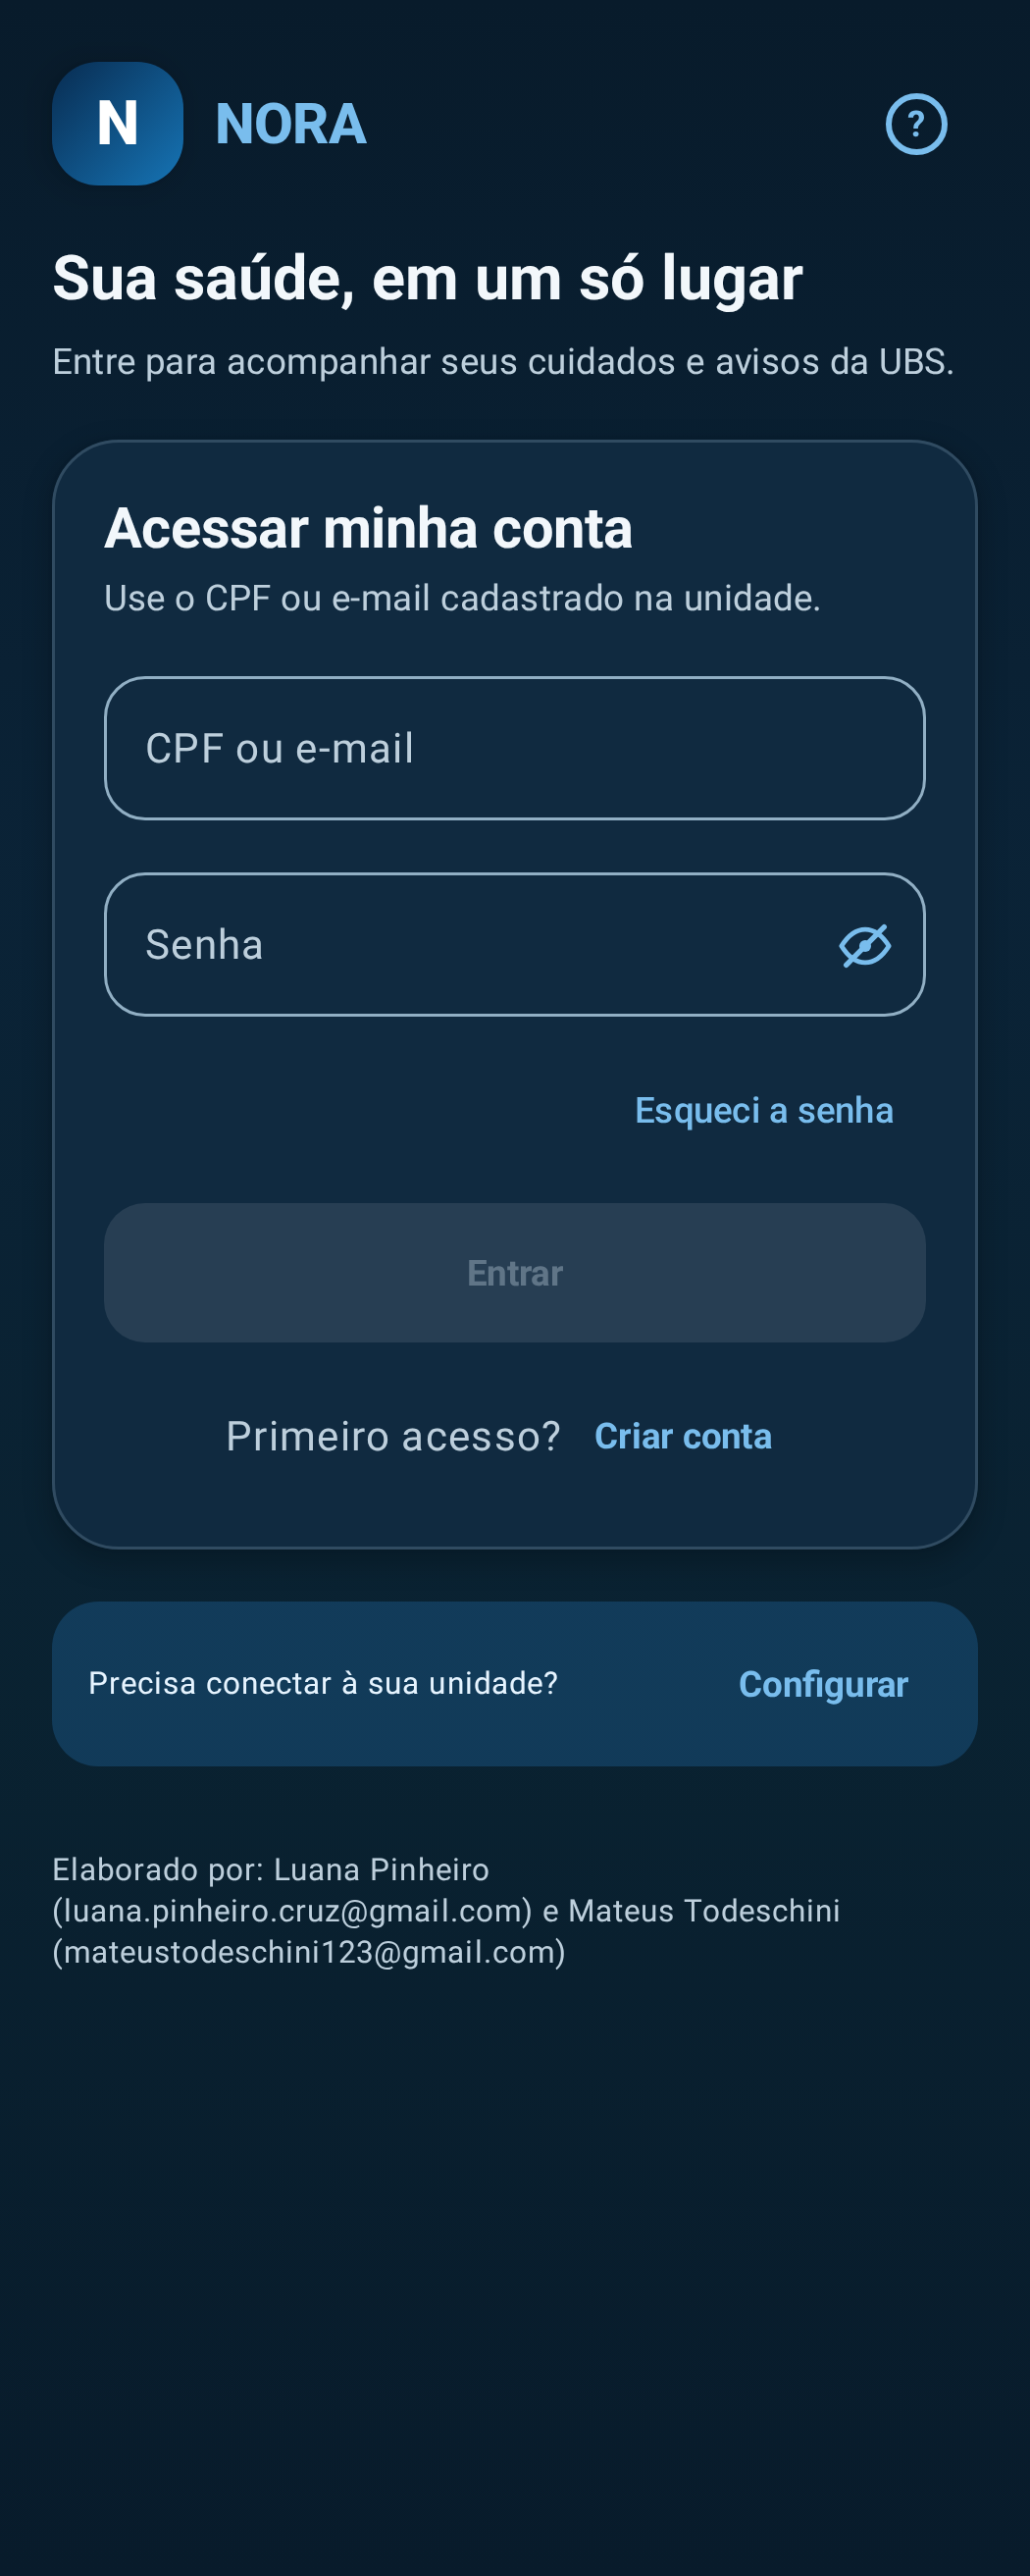 N
NORA
?
Sua saúde, em um só lugar
Entre para acompanhar seus cuidados e avisos da UBS.
Acessar minha conta
Use o CPF ou e-mail cadastrado na unidade.
CPF ou e-mail
Senha
Esqueci a senha
Entrar
Primeiro acesso? Criar conta
Precisa conectar à sua unidade? Configurar
Elaborado por: Luana Pinheiro
(luana.pinheiro.cruz@gmail.com) e Mateus Todeschini
(mateustodeschini123@gmail.com)